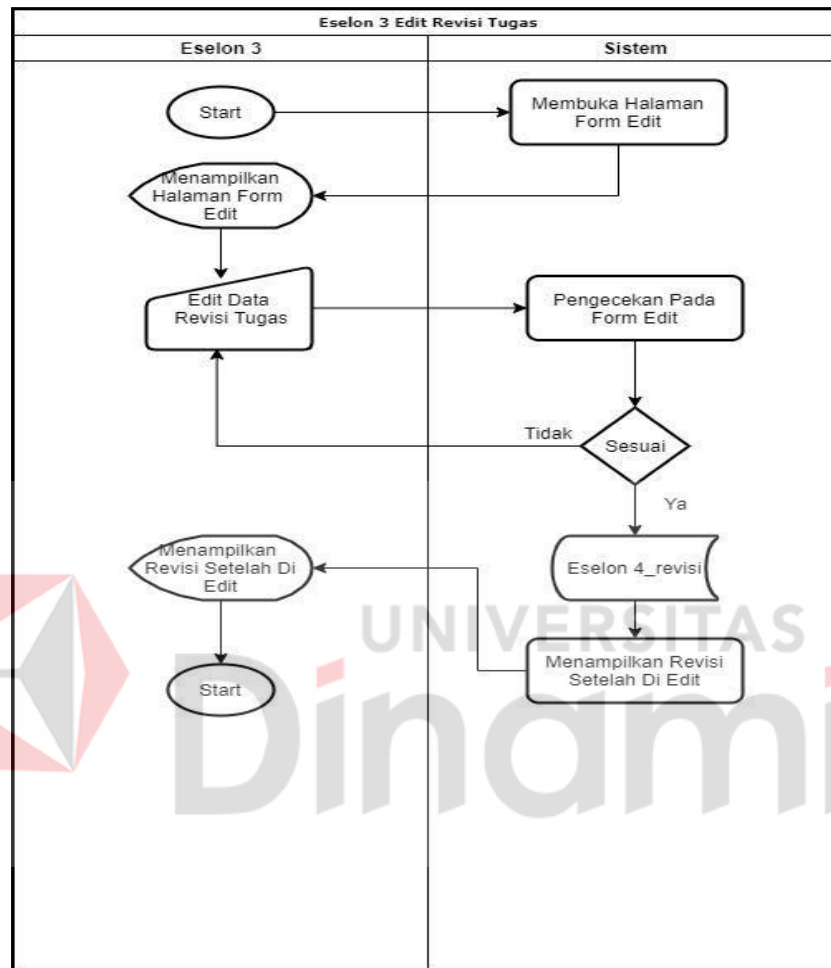 Eselon 3 Edit Revisi Tugas
Eselon 3
Sistem
Start
Membuka Halaman
Form Edit
Menampilkan
Halaman Form
Edit
Edit Data
Revisi Tugas
Pengecekan Pada
Form Edit
Tidak
Sesuai
Ya
Menampilkan
Revisi Setelah Di
Edit
Eselon 4_revisi
Menampilkan Revisi
Setelah Di Edit
Start
UNIVERSITAS
Dinami